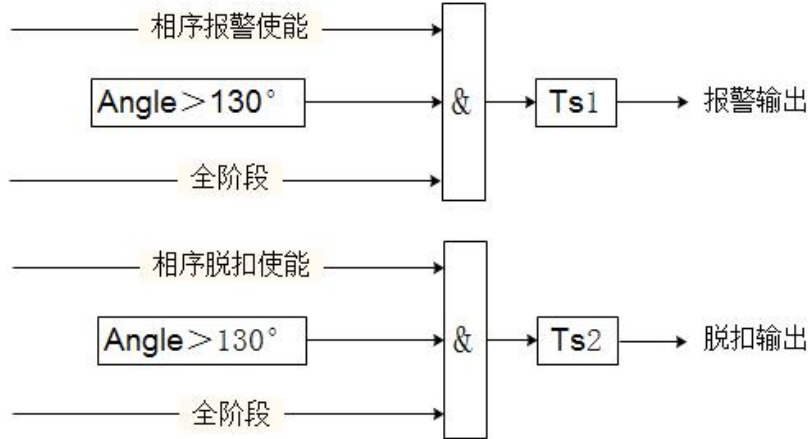 相序报警使能
Angle＞130°
&
Ts1
报警输出
全阶段
相序脱扣使能
Angle＞130°
&
Ts2
脱扣输出
全阶段